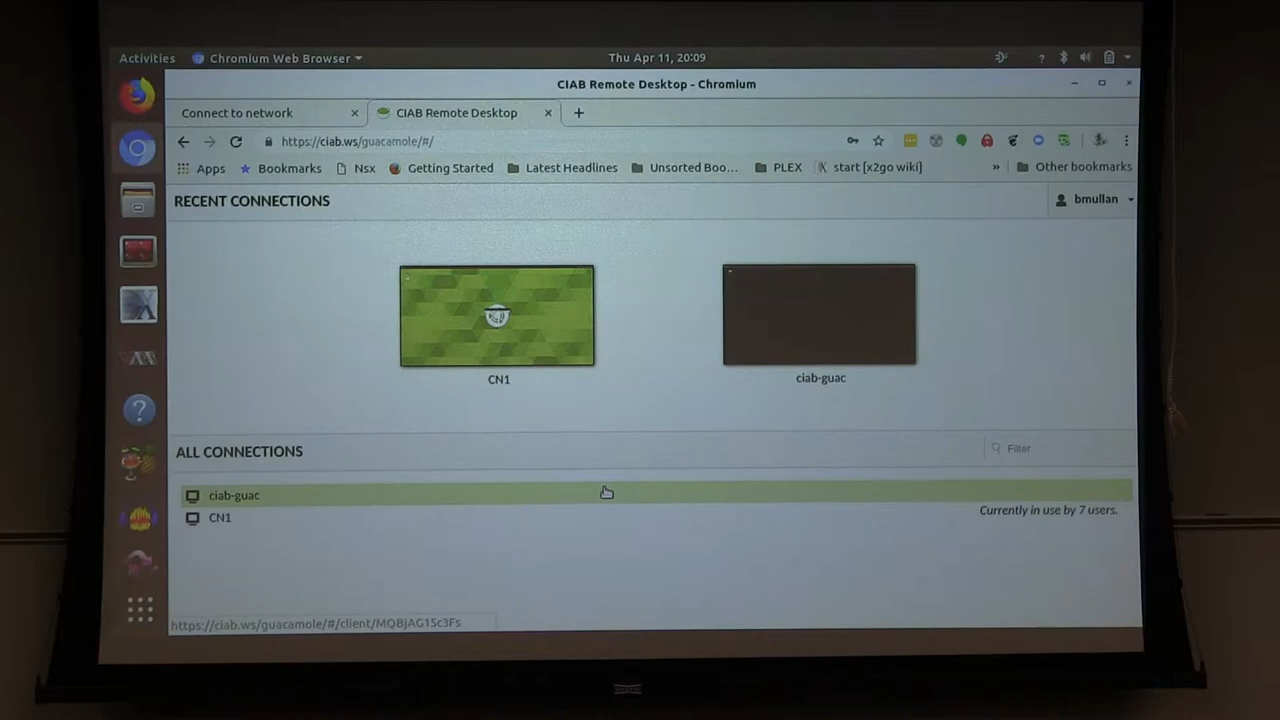 Activities
Chromium Web Browser
Thu Apr 11, 20:09
?
CIAB Remote Desktop - Chromium
Connect to network
CIAB Remote Desktop
https://ciab.ws/guacamole/#/
Apps
Bookmarks
Nsx
Getting Started
Latest Headlines
Unsorted Boo...
PLEX
start [x2go wiki]
»
Other bookmarks
RECENT CONNECTIONS
bmullan
CN1
ciab-guac
ALL CONNECTIONS
Filter
ciab-guac
CN1
Currently in use by 7 users.
https://ciab.ws/guacamole/#/client/MQBjAG15c3Fs